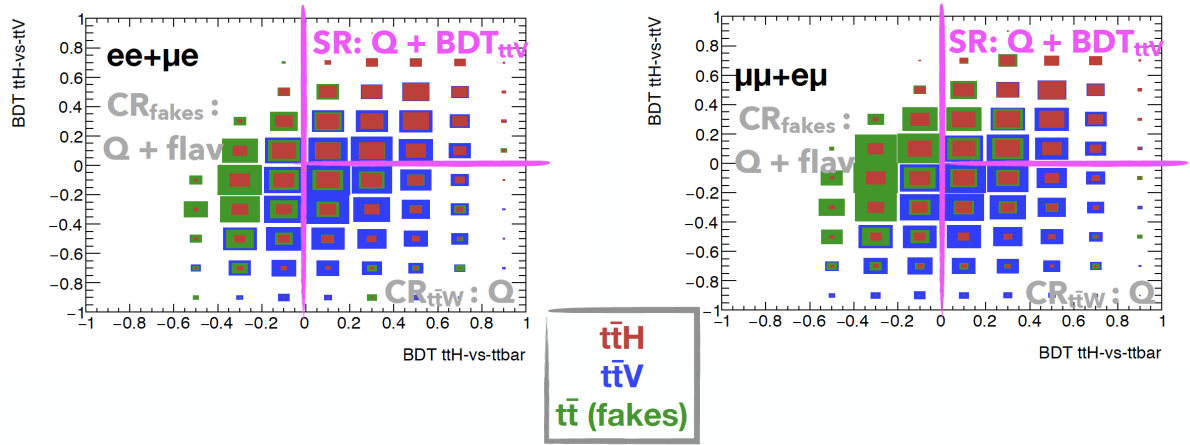 BDT ttH-vs-ttV
1
0.8
0.6
0.4
0.2
0
−0.2
−0.4
−0.6
−0.8
−1
ee+μe
SR: Q + BDTtt̄V
CRfakes :
Q + flav
CRtt̄W : Q
−1 −0.8 −0.6 −0.4 −0.2 0 0.2 0.4 0.6 0.8 1
BDT ttH-vs-ttbar
BDT ttH-vs-ttV
1
0.8
0.6
0.4
0.2
0
−0.2
−0.4
−0.6
−0.8
−1
μμ+eμ
SR: Q + BDTtt̄V
CRfakes :
Q + flav
CRtt̄W : Q
−1 −0.8 −0.6 −0.4 −0.2 0 0.2 0.4 0.6 0.8 1
BDT ttH-vs-ttbar
tt̄H
tt̄V
tt̄ (fakes)